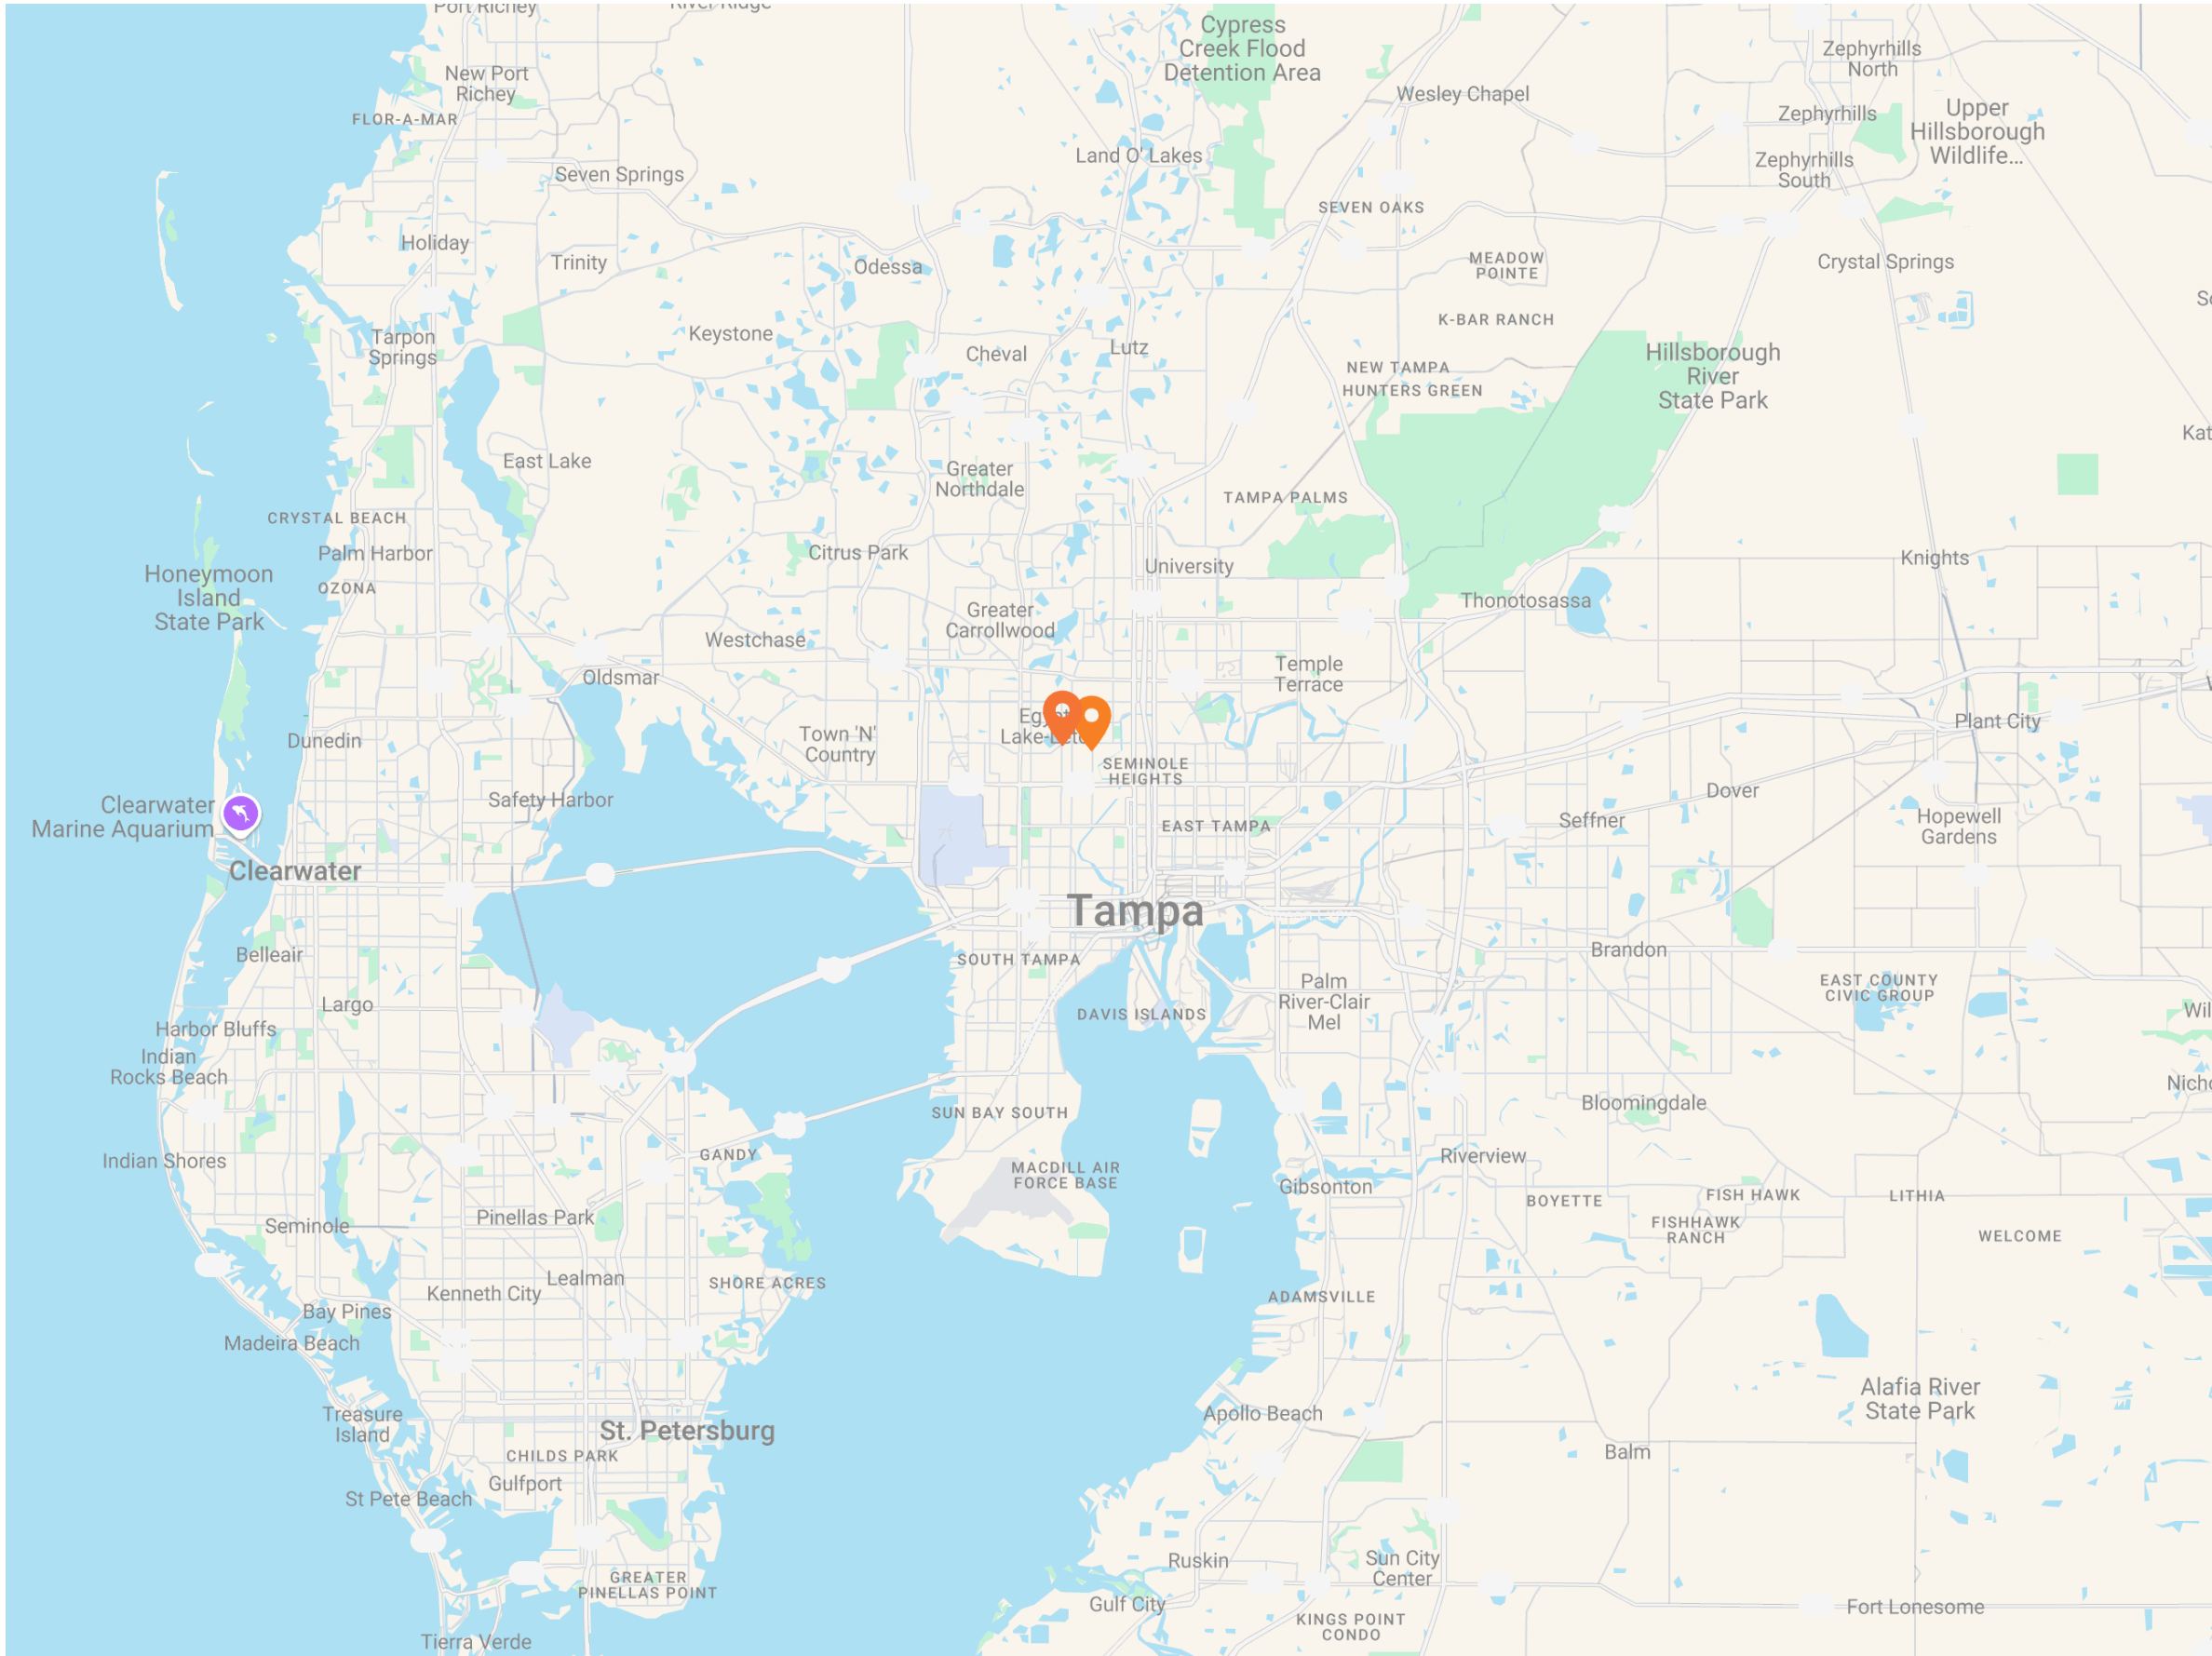 Port Richey
River Ridge
Cypress
Creek Flood
Detention Area
Zephyrhills
North
New Port
Richey
Wesley Chapel
Zephyrhills
Upper
Hillsborough
Wildlife...
FLOR-A-MAR
Land O' Lakes
Zephyrhills
South
Seven Springs
SEVEN OAKS
Holiday
Trinity
Odessa
MEADOW
POINTE
Crystal Springs
K-BAR RANCH
Tarpon
Springs
Keystone
Cheval
Lutz
NEW TAMPA
HUNTERS GREEN
Hillsborough
River
State Park
East Lake
Greater
Northdale
TAMPA PALMS
CRYSTAL BEACH
Palm Harbor
Citrus Park
University
Knights
Honeymoon
Island
State Park
OZONA
Greater
Carrollwood
Thonotosassa
Westchase
Oldsmar
Temple
Terrace
Dunedin
Town 'N'
Country
SEMINOLE
HEIGHTS
Plant City
Clearwater
Marine Aquarium
Safety Harbor
EAST TAMPA
Dover
Seffner
Hopewell
Gardens
Clearwater
Tampa
Belleair
SOUTH TAMPA
Brandon
Largo
Palm
River-Clair
Mel
EAST COUNTY
CIVIC GROUP
DAVIS ISLANDS
Harbor Bluffs
Indian
Rocks Beach
SUN BAY SOUTH
Bloomingdale
Indian Shores
GANDY
MACDILL AIR
FORCE BASE
Riverview
Gibsonton
BOYETTE
FISH HAWK
LITHIA
Seminole
Pinellas Park
FISHHAWK
RANCH
WELCOME
Kenneth City
Lealman
SHORE ACRES
ADAMSVILLE
Bay Pines
Madeira Beach
Treasure
Island
St. Petersburg
Apollo Beach
Alafia River
State Park
CHILDS PARK
Balm
Gulfport
St Pete Beach
Ruskin
Sun City
Center
GREATER
PINELLAS POINT
Gulf City
KINGS POINT
CONDO
Fort Lonesome
Tierra Verde